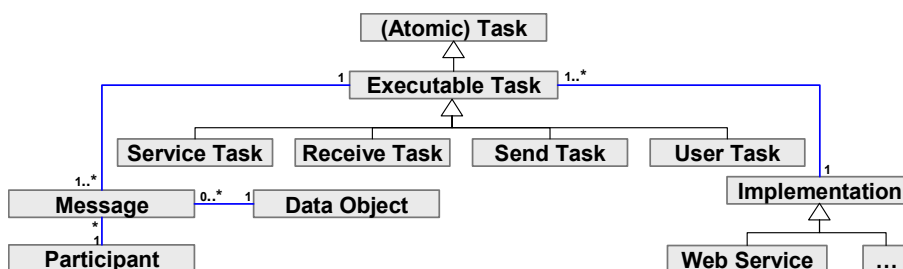 (Atomic) Task
1
Executable Task
1..*
Service Task
Receive Task
Send Task
User Task
1..*
Message
0..*
1
Data Object
1
Implementation
*
1
Participant
Web Service
...